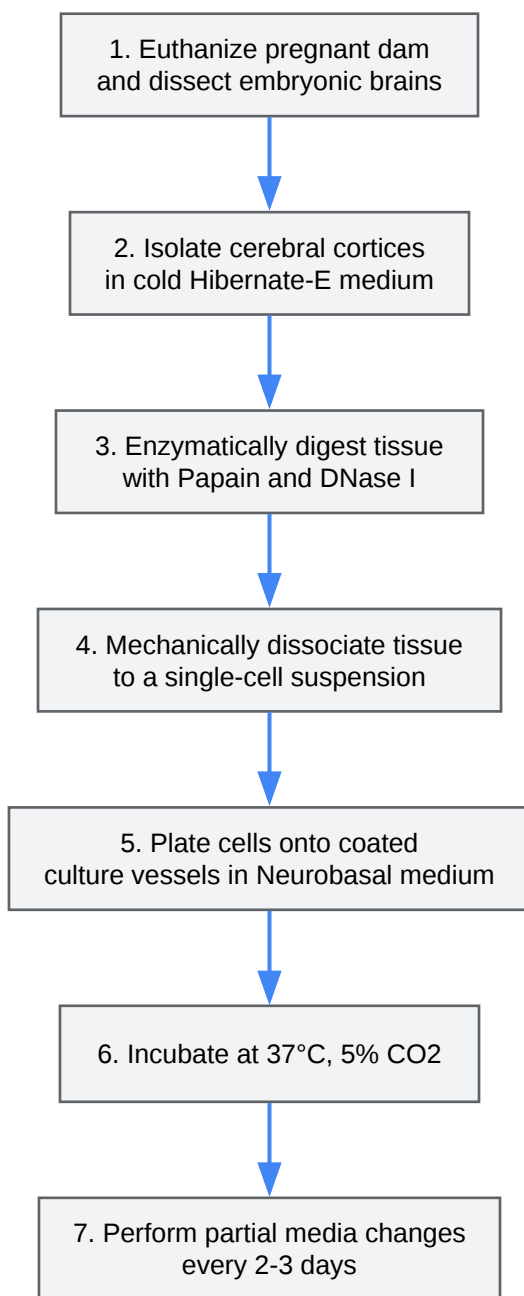 1. Euthanize pregnant dam
and dissect embryonic brains
2. Isolate cerebral cortices
in cold Hibernate-E medium
3. Enzymatically digest tissue
with Papain and DNase I
4. Mechanically dissociate tissue
to a single-cell suspension
5. Plate cells onto coated
culture vessels in Neurobasal medium
6. Incubate at 37°C, 5% CO2
7. Perform partial media changes
every 2-3 days